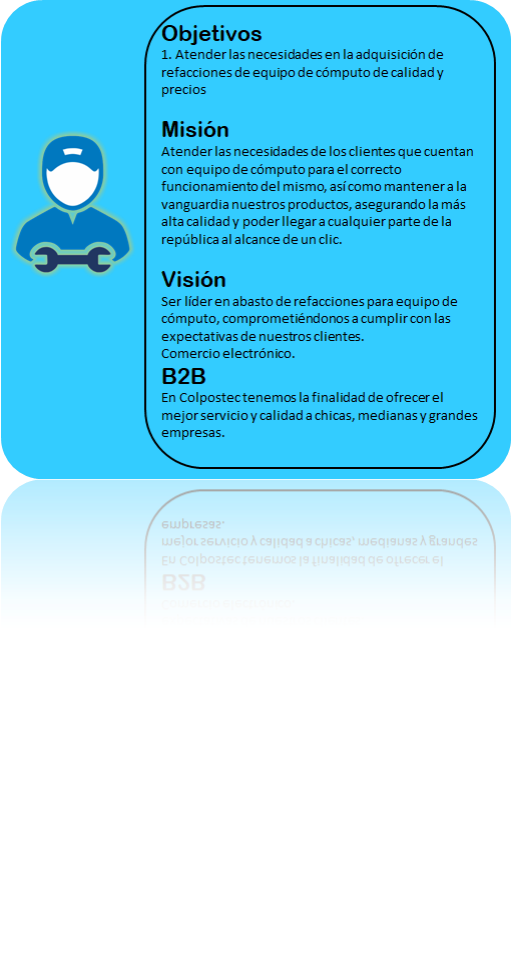 Objetivos
1. Atender las necesidades en la adquisición de
refacciones de equipo de cómputo de calidad y
precios
Misión
Atender las necesidades de los clientes que cuentan
con equipo de cómputo para el correcto
funcionamiento del mismo, así como mantener a la
vanguardia nuestros productos, asegurando la más
alta calidad y poder llegar a cualquier parte de la
república al alcance de un clic.
Visión
Ser líder en abasto de refacciones para equipo de
cómputo, comprometiéndonos a cumplir con las
expectativas de nuestros clientes.
Comercio electrónico.
B2B
En Colpostec tenemos la finalidad de ofrecer el
mejor servicio y calidad a chicas, medianas y grandes
empresas.